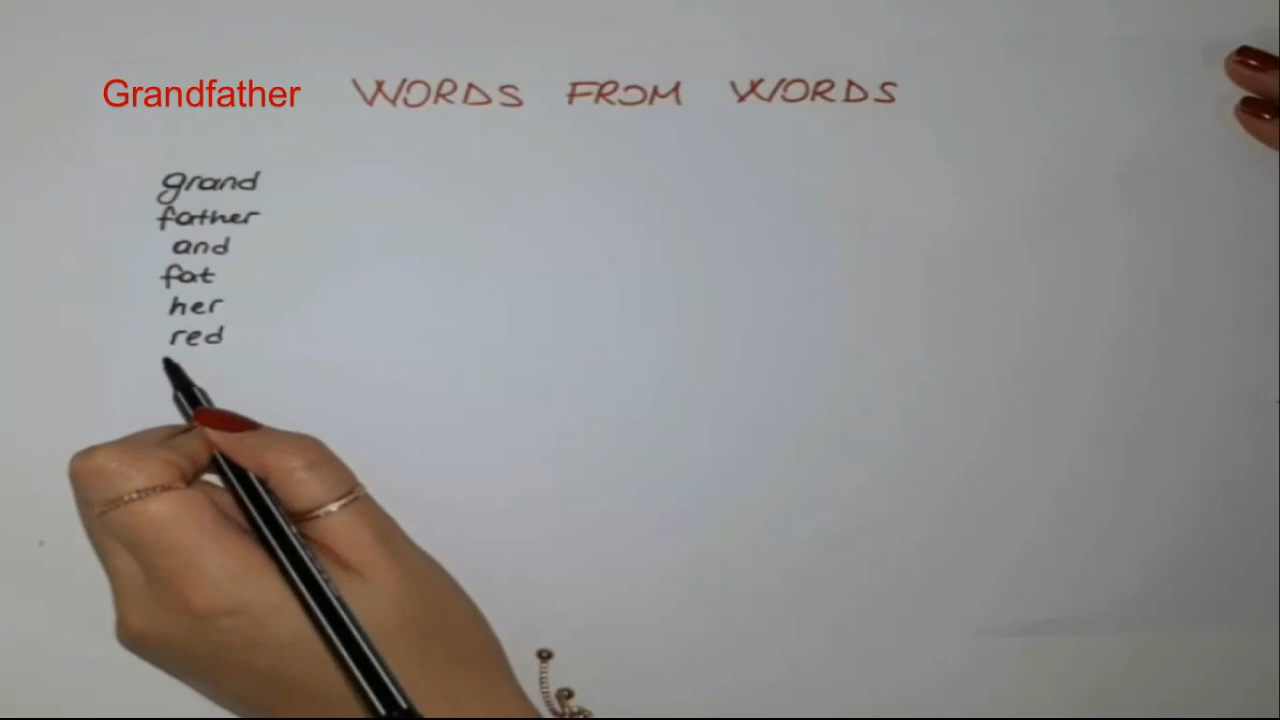 Grandfather WORDS FROM WORDS
grand
father
and
fat
her
red